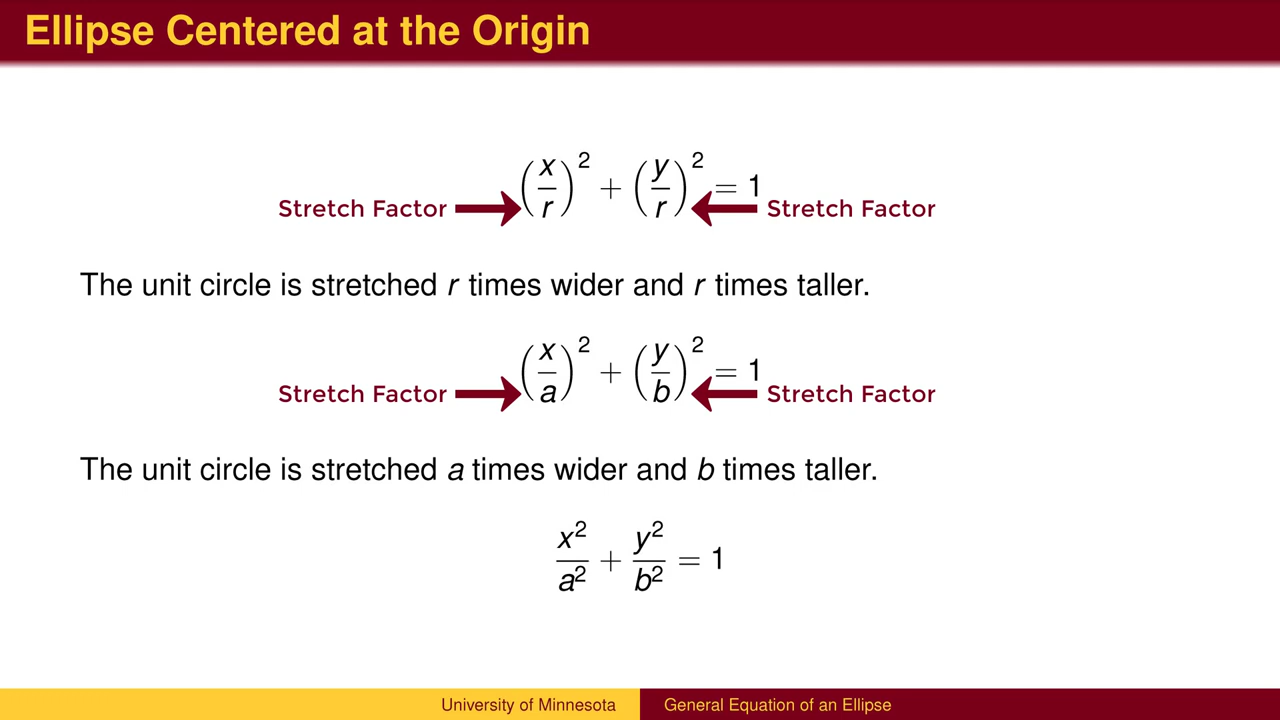 Ellipse Centered at the Origin
(x/r)² + (y/r)² = 1
Stretch Factor
Stretch Factor
The unit circle is stretched r times wider and r times taller.
(x/a)² + (y/b)² = 1
Stretch Factor
Stretch Factor
The unit circle is stretched a times wider and b times taller.
x²/a² + y²/b² = 1
University of Minnesota
General Equation of an Ellipse